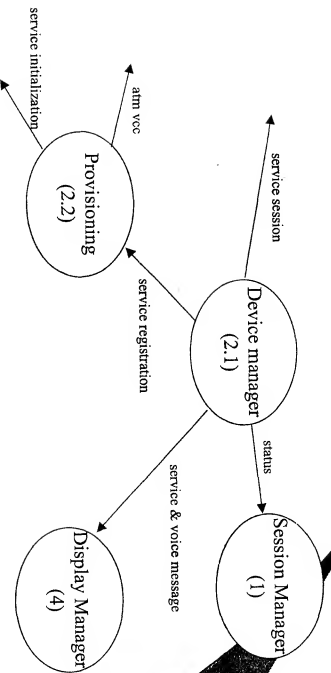 service session
Device manager
(2.1)
status
Session Manager
(1)
atm vcc
service initialization
Provisioning
(2.2)
service registration
service & voice message
Display Manager
(4)